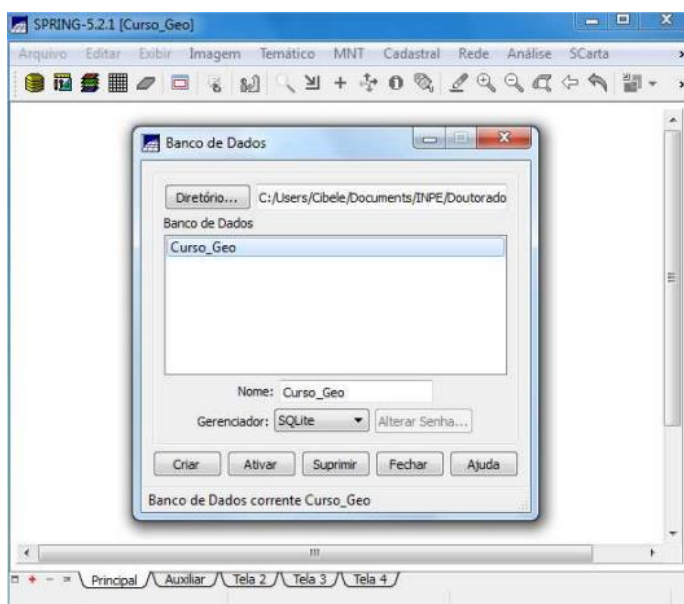 SPRING-5.2.1 [Curso_Geo]
Arquivo Editar Exibir Imagem Temático MNT Cadastral Rede Análise SCarta
Banco de Dados
Diretório... C:/Users/Cibele/Documents/INPE/Doutorado
Banco de Dados
Curso_Geo
Nome: Curso_Geo
Gerenciador: SQLite Alterar Senha...
Criar Ativar Suprimir Fechar Ajuda
Banco de Dados corrente Curso_Geo
Principal Auxiliar Tela 2 Tela 3 Tela 4